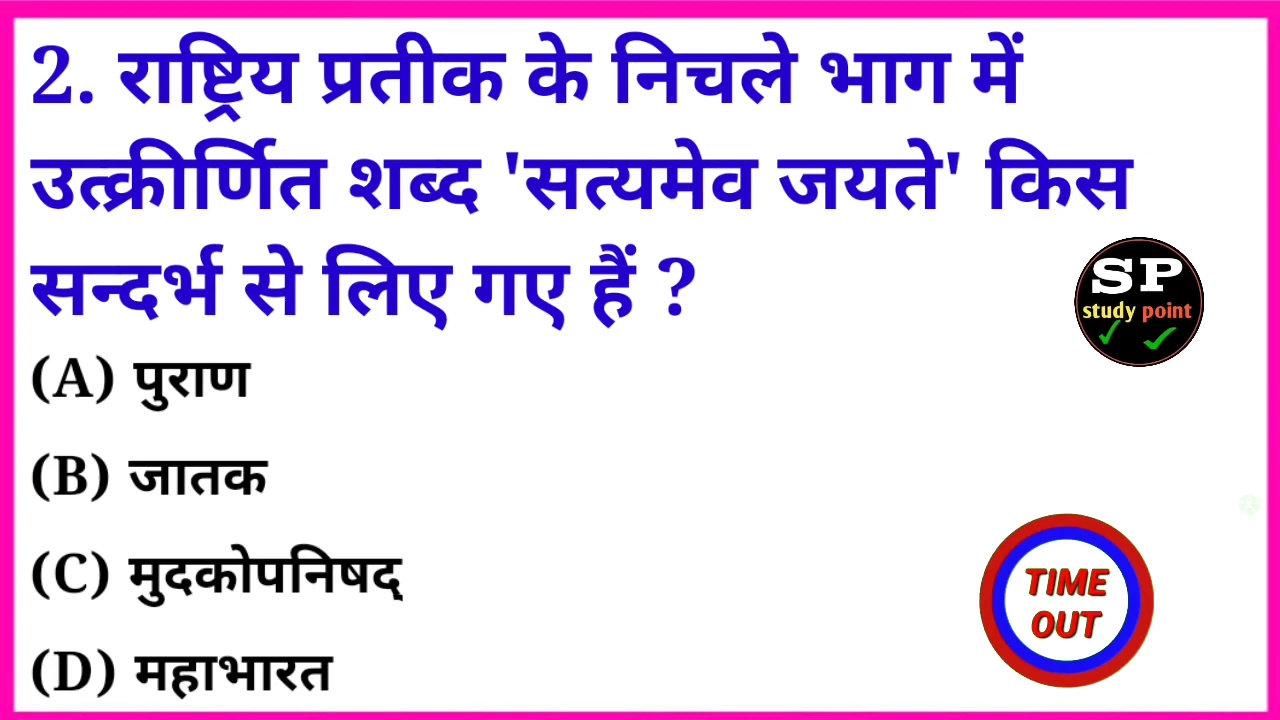 2. राष्ट्रिय प्रतीक के निचले भाग में
उत्क्रीर्णित शब्द 'सत्यमेव जयते' किस
सन्दर्भ से लिए गए हैं ?
SP
study point
(A) पुराण
(B) जातक
(C) मुदकोपनिषद्
(D) महाभारत
TIME
OUT